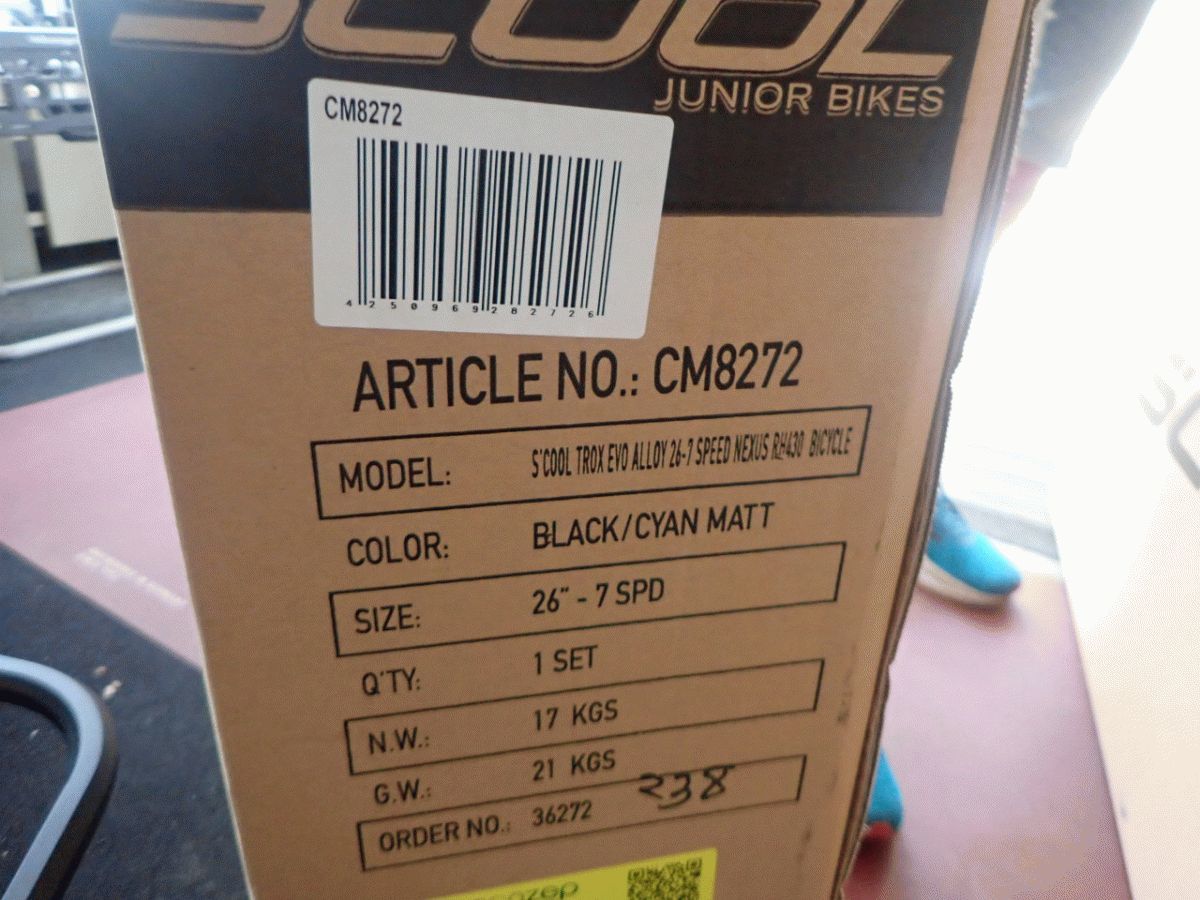 SCOOL
JUNIOR BIKES
CM8272
4250969282726
ARTICLE NO.: CM8272
MODEL: S'COOL TROX EVO ALLOY 26-7 SPEED NEXUS RH430 BICYCLE
COLOR: BLACK/CYAN MATT
SIZE: 26" - 7 SPD
Q'TY: 1 SET
N.W.: 17 KGS
G.W.: 21 KGS
238
ORDER NO.: 36272